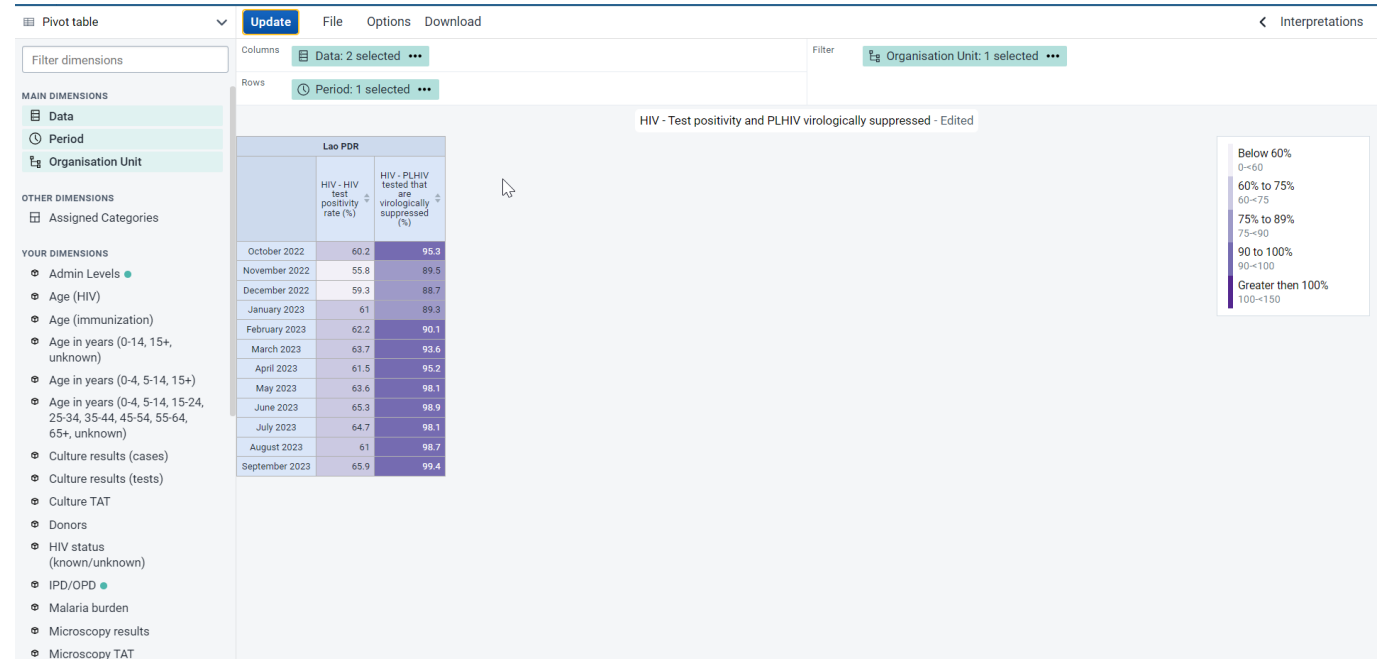 Pivot table
Update File Options Download
Interpretations
Filter dimensions
MAIN DIMENSIONS
Data
Period
Organisation Unit
OTHER DIMENSIONS
Assigned Categories
YOUR DIMENSIONS
Admin Levels
Age (HIV)
Age (immunization)
Age in years (0-14, 15+,
unknown)
Age in years (0-4, 5-14, 15+)
Age in years (0-4, 5-14, 15-24,
25-34, 35-44, 45-54, 55-64,
65+, unknown)
Culture results (cases)
Culture results (tests)
Culture TAT
Donors
HIV status
(known/unknown)
IPD/OPD
Malaria burden
Microscopy results
Microscopy TAT
Columns
Data: 2 selected •••
Filter
Organisation Unit: 1 selected •••
Rows
Period: 1 selected •••
HIV - Test positivity and PLHIV virologically suppressed - Edited
Lao PDR
HIV - HIV
test
positivity
rate (%)
HIV - PLHIV
tested that
are
virologically
suppressed
(%)
October 2022 60.2 95.3
November 2022 55.8 89.5
December 2022 59.3 88.7
January 2023 61 89.3
February 2023 62.2 90.1
March 2023 63.7 93.6
April 2023 61.5 95.2
May 2023 63.6 98.1
June 2023 65.3 98.9
July 2023 64.7 98.1
August 2023 61 98.7
September 2023 65.9 99.4
Below 60%
0-<60
60% to 75%
60-<75
75% to 89%
75-<90
90 to 100%
90-<100
Greater then 100%
100-<150